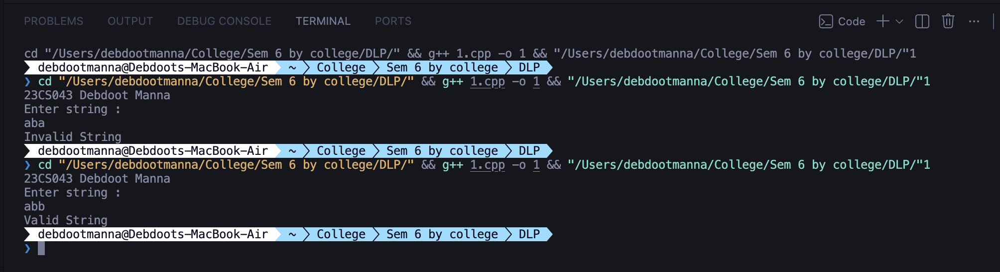 PROBLEMS OUTPUT DEBUG CONSOLE TERMINAL PORTS Code
cd "/Users/debdootmanna/College/Sem 6 by college/DLP/" && g++ 1.cpp -o 1 && "/Users/debdootmanna/College/Sem 6 by college/DLP/"1
debdootmanna@Debdoots-MacBook-Air ~ College Sem 6 by college DLP
❯ cd "/Users/debdootmanna/College/Sem 6 by college/DLP/" && g++ 1.cpp -o 1 && "/Users/debdootmanna/College/Sem 6 by college/DLP/"1
23CS043 Debdoot Manna
Enter string :
aba
Invalid String
debdootmanna@Debdoots-MacBook-Air ~ College Sem 6 by college DLP
❯ cd "/Users/debdootmanna/College/Sem 6 by college/DLP/" && g++ 1.cpp -o 1 && "/Users/debdootmanna/College/Sem 6 by college/DLP/"1
23CS043 Debdoot Manna
Enter string :
abb
Valid String
debdootmanna@Debdoots-MacBook-Air ~ College Sem 6 by college DLP
❯